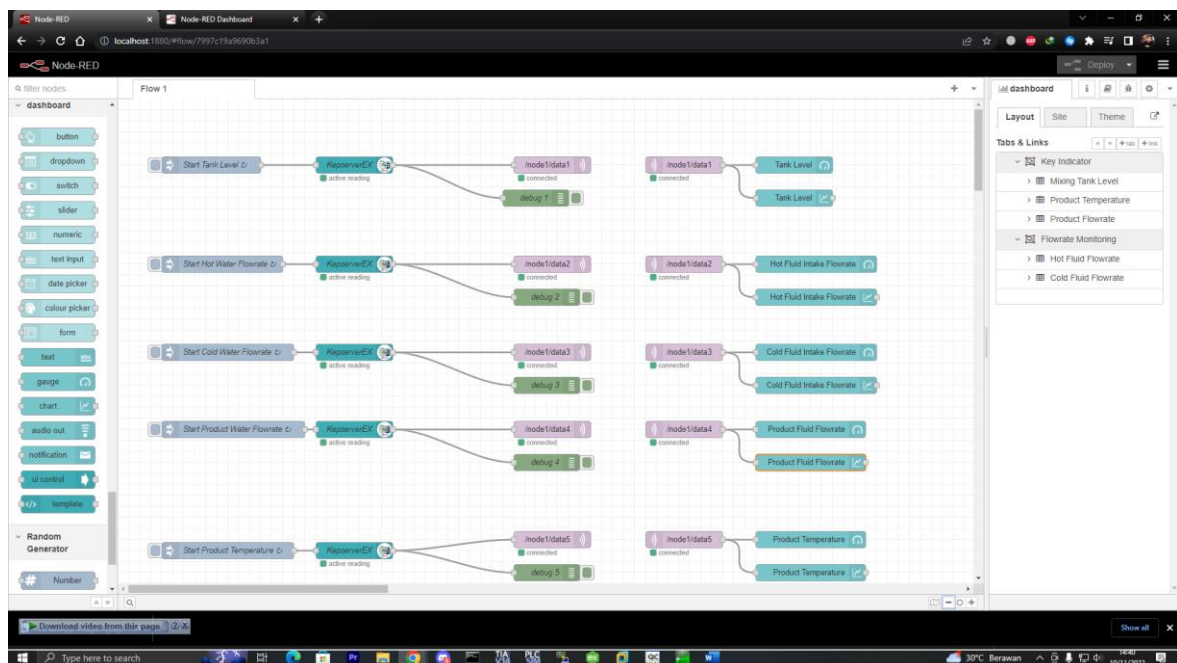 Node-RED
Node-RED Dashboard
localhost:1880/#flow/7997c19a9690b3a1
Node-RED
Deploy
filter nodes
Flow 1
dashboard
dashboard
button
dropdown
switch
slider
numeric
text input
date picker
colour picker
form
text
abc
gauge
chart
audio out
notification
ui control
template
Random
Generator
Number
Start Tank Level ↻
KepserverEX
active reading
/node1/data1
connected
debug 1
/node1/data1
connected
Tank Level
Tank Level
Start Hot Water Flowrate ↻
KepserverEX
active reading
/node1/data2
connected
debug 2
/node1/data2
connected
Hot Fluid Intake Flowrate
Hot Fluid Intake Flowrate
Start Cold Water Flowrate ↻
KepserverEX
active reading
/node1/data3
connected
debug 3
/node1/data3
connected
Cold Fluid Intake Flowrate
Cold Fluid Intake Flowrate
Start Product Water Flowrate ↻
KepserverEX
active reading
/node1/data4
connected
debug 4
/node1/data4
connected
Product Fluid Flowrate
Product Fluid Flowrate
Start Product Temperature ↻
KepserverEX
active reading
/node1/data5
connected
debug 5
/node1/data5
connected
Product Temperature
Product Temperature
Layout Site Theme
Tabs & Links
+ tab + link
Key Indicator
Mixing Tank Level
Product Temperature
Product Flowrate
Flowrate Monitoring
Hot Fluid Flowrate
Cold Fluid Flowrate
Download video from this page 2 X
Show all
Type here to search
30°C Berawan
14:40
10/11/2022